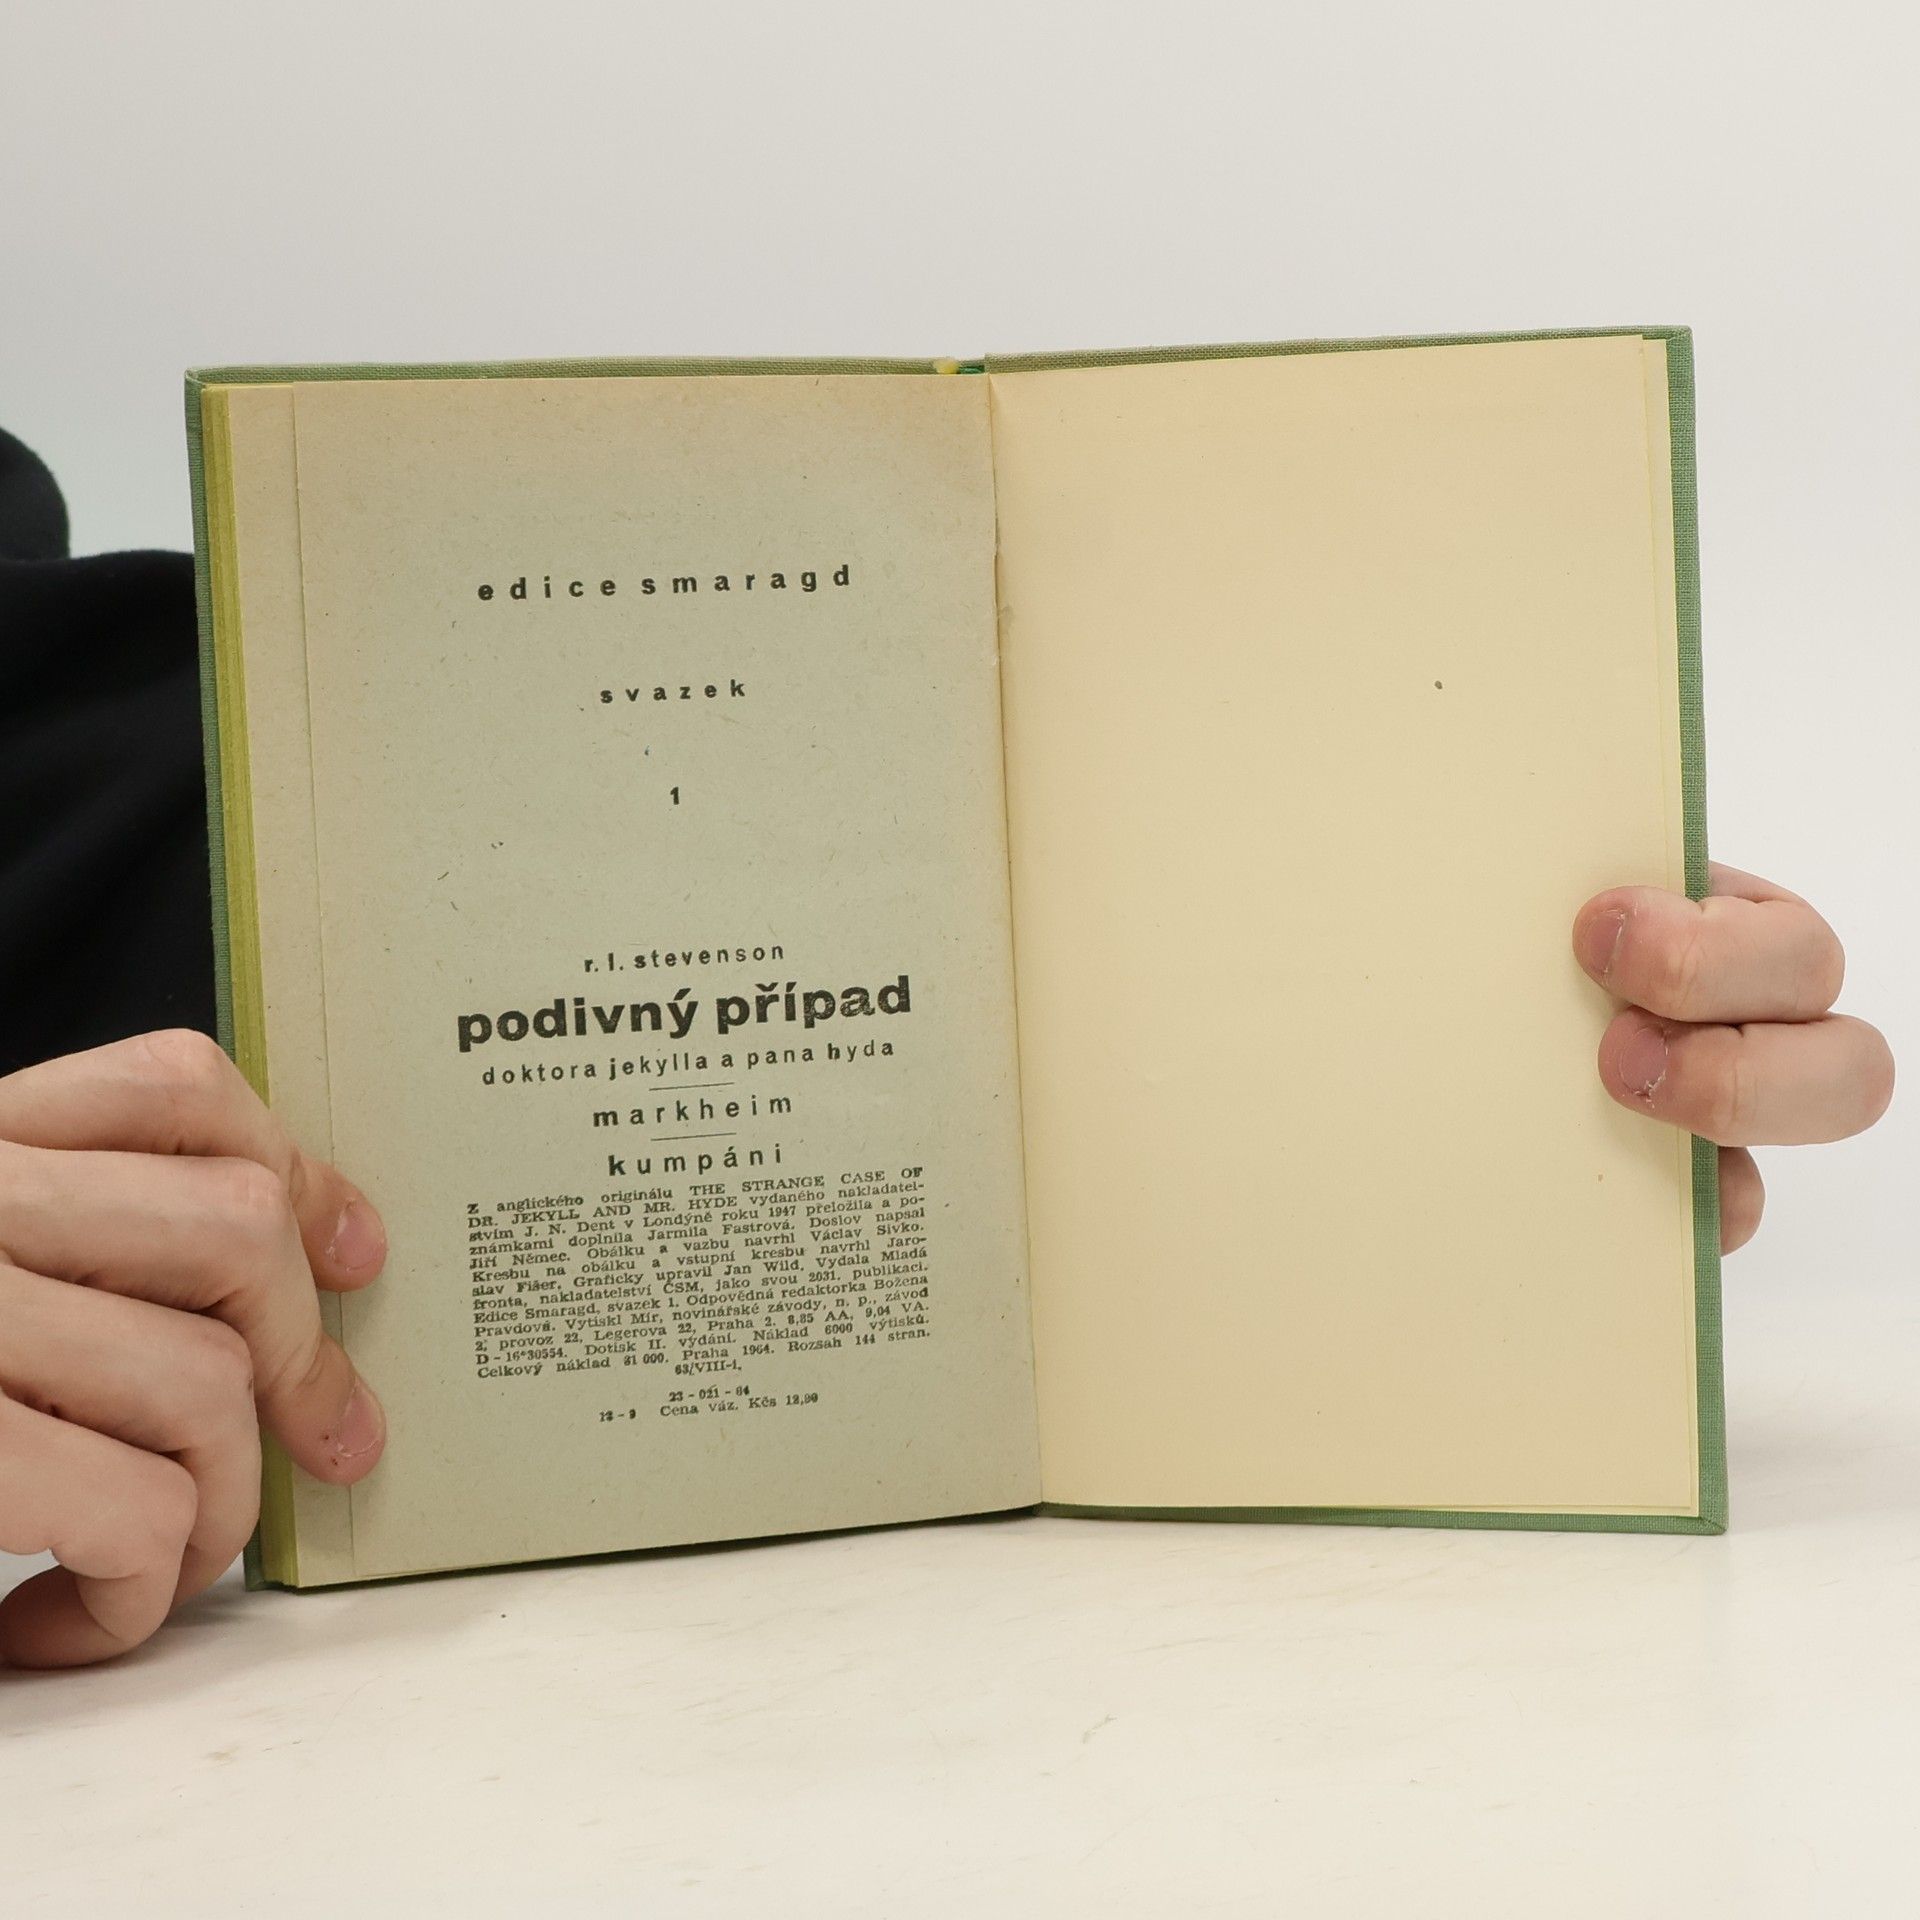 edice smaragd
svazek
1
r. l. stevenson
podivný případ
doktora jekylla a pana hyda
markheim
kumpáni
Z anglického originálu THE STRANGE CASE OF
DR. JEKYLL AND MR. HYDE vydaného nakladatel-
stvím J. N. Dent v Londýně roku 1947 přeložila a po-
známkami doplnila Jarmila Fastrová. Doslov napsal
Jiří Němec. Obálku a vazbu navrhl Václav Sivko.
Kresbu na obálku a vstupní kresbu navrhl Jaro-
slav Fišer. Graficky upravil Jan Wild. Vydala Mladá
fronta, nakladatelství ČSM, jako svou 2031. publikaci.
Edice Smaragd, svazek 1. Odpovědná redaktorka Božena
Pravdová. Vytiskl Mír, novinářské závody, n. p., závod
2, provoz 22, Legerova 22, Praha 2. 8,85 AA, 9,04 VA.
D - 16*30554. Dotisk II. vydání. Náklad 6000 výtisků.
Celkový náklad 31 000. Praha 1964. Rozsah 144 stran.
63/VIII-1.
23 - 021 - 64
13 - 9 Cena váz. Kčs